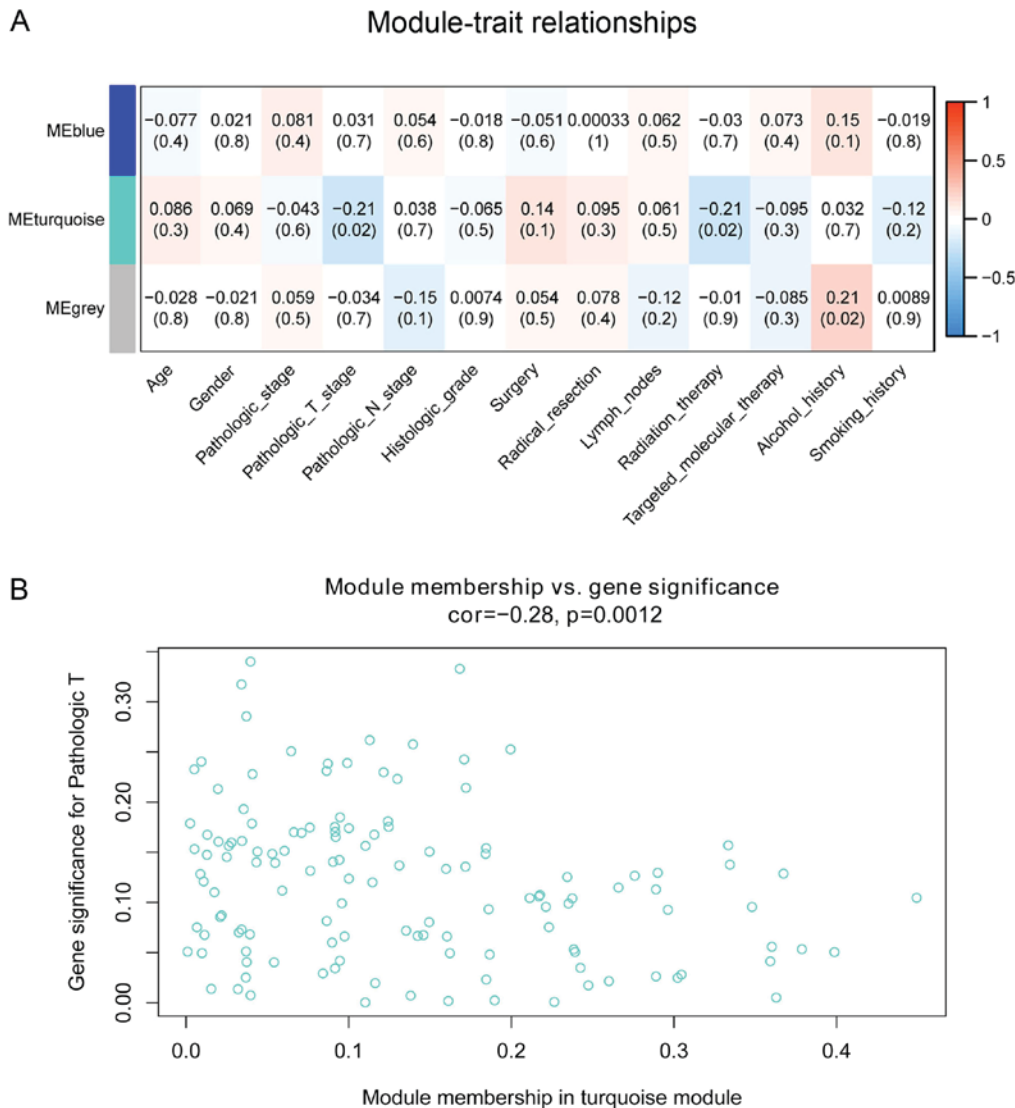 A
Module-trait relationships
MEblue
−0.077 0.021 0.081 0.031 0.054 −0.018 −0.051 0.00033 0.062 −0.03 0.073 0.15 −0.019
(0.4) (0.8) (0.4) (0.7) (0.6) (0.8) (0.6) (1) (0.5) (0.7) (0.4) (0.1) (0.8)
MEturquoise
0.086 0.069 −0.043 −0.21 0.038 −0.065 0.14 0.095 0.061 −0.21 −0.095 0.032 −0.12
(0.3) (0.4) (0.6) (0.02) (0.7) (0.5) (0.1) (0.3) (0.5) (0.02) (0.3) (0.7) (0.2)
MEgrey
−0.028 −0.021 0.059 −0.034 −0.15 0.0074 0.054 0.078 −0.12 −0.01 −0.085 0.21 0.0089
(0.8) (0.8) (0.5) (0.7) (0.1) (0.9) (0.5) (0.4) (0.2) (0.9) (0.3) (0.02) (0.9)
1
0.5
0
−0.5
−1
Age
Gender
Pathologic_stage
Pathologic_T_stage
Pathologic_N_stage
Histologic_grade
Surgery
Radical_resection
Lymph_nodes
Radiation_therapy
Targeted_molecular_therapy
Alcohol_history
Smoking_history
B
Module membership vs. gene significance
cor=−0.28, p=0.0012
Gene significance for Pathologic T
0.30
0.20
0.10
0.00
0.0 0.1 0.2 0.3 0.4
Module membership in turquoise module